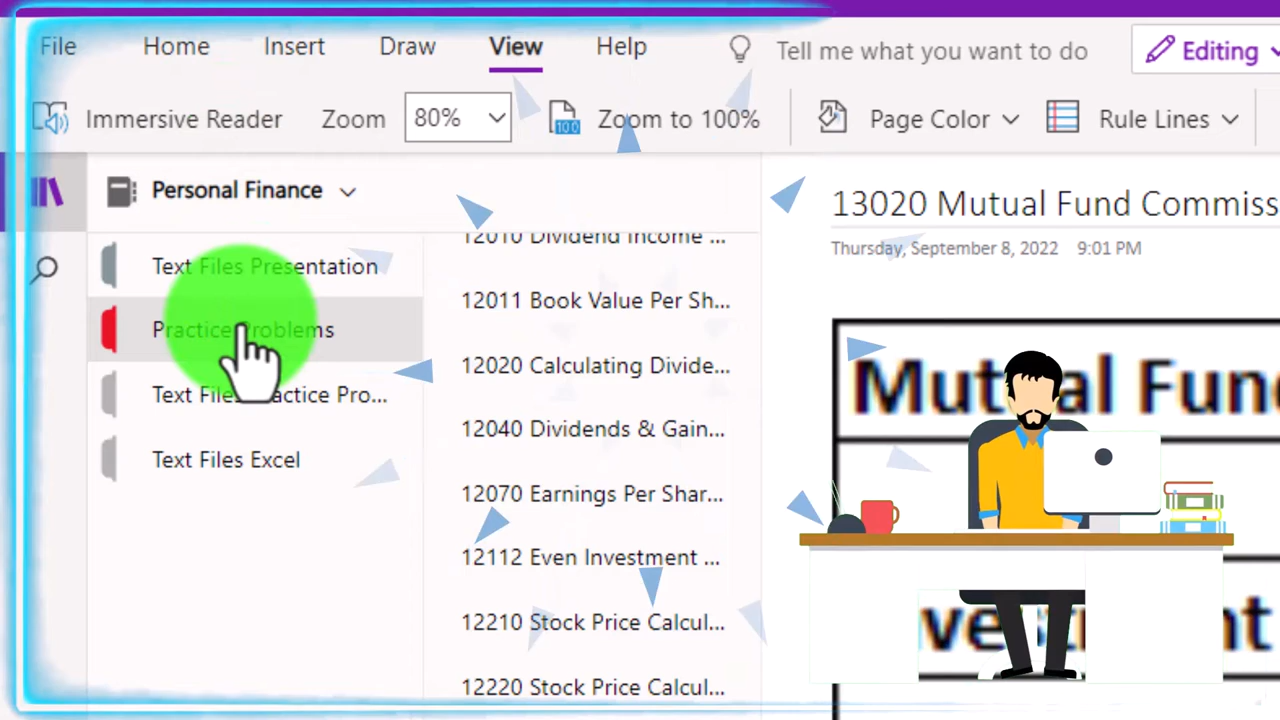 File Home Insert Draw View Help Tell me what you want to do Editing
Immersive Reader Zoom 80% Zoom to 100% Page Color Rule Lines
Personal Finance
Text Files Presentation
Practice Problems
Text Files Practice Pro...
Text Files Excel
12010 Dividend Income ...
12011 Book Value Per Sh...
12020 Calculating Divide...
12040 Dividends & Gain...
12070 Earnings Per Shar...
12112 Even Investment ...
12210 Stock Price Calcul...
12220 Stock Price Calcul...
13020 Mutual Fund Commiss
Thursday, September 8, 2022 9:01 PM
Mutual Fund